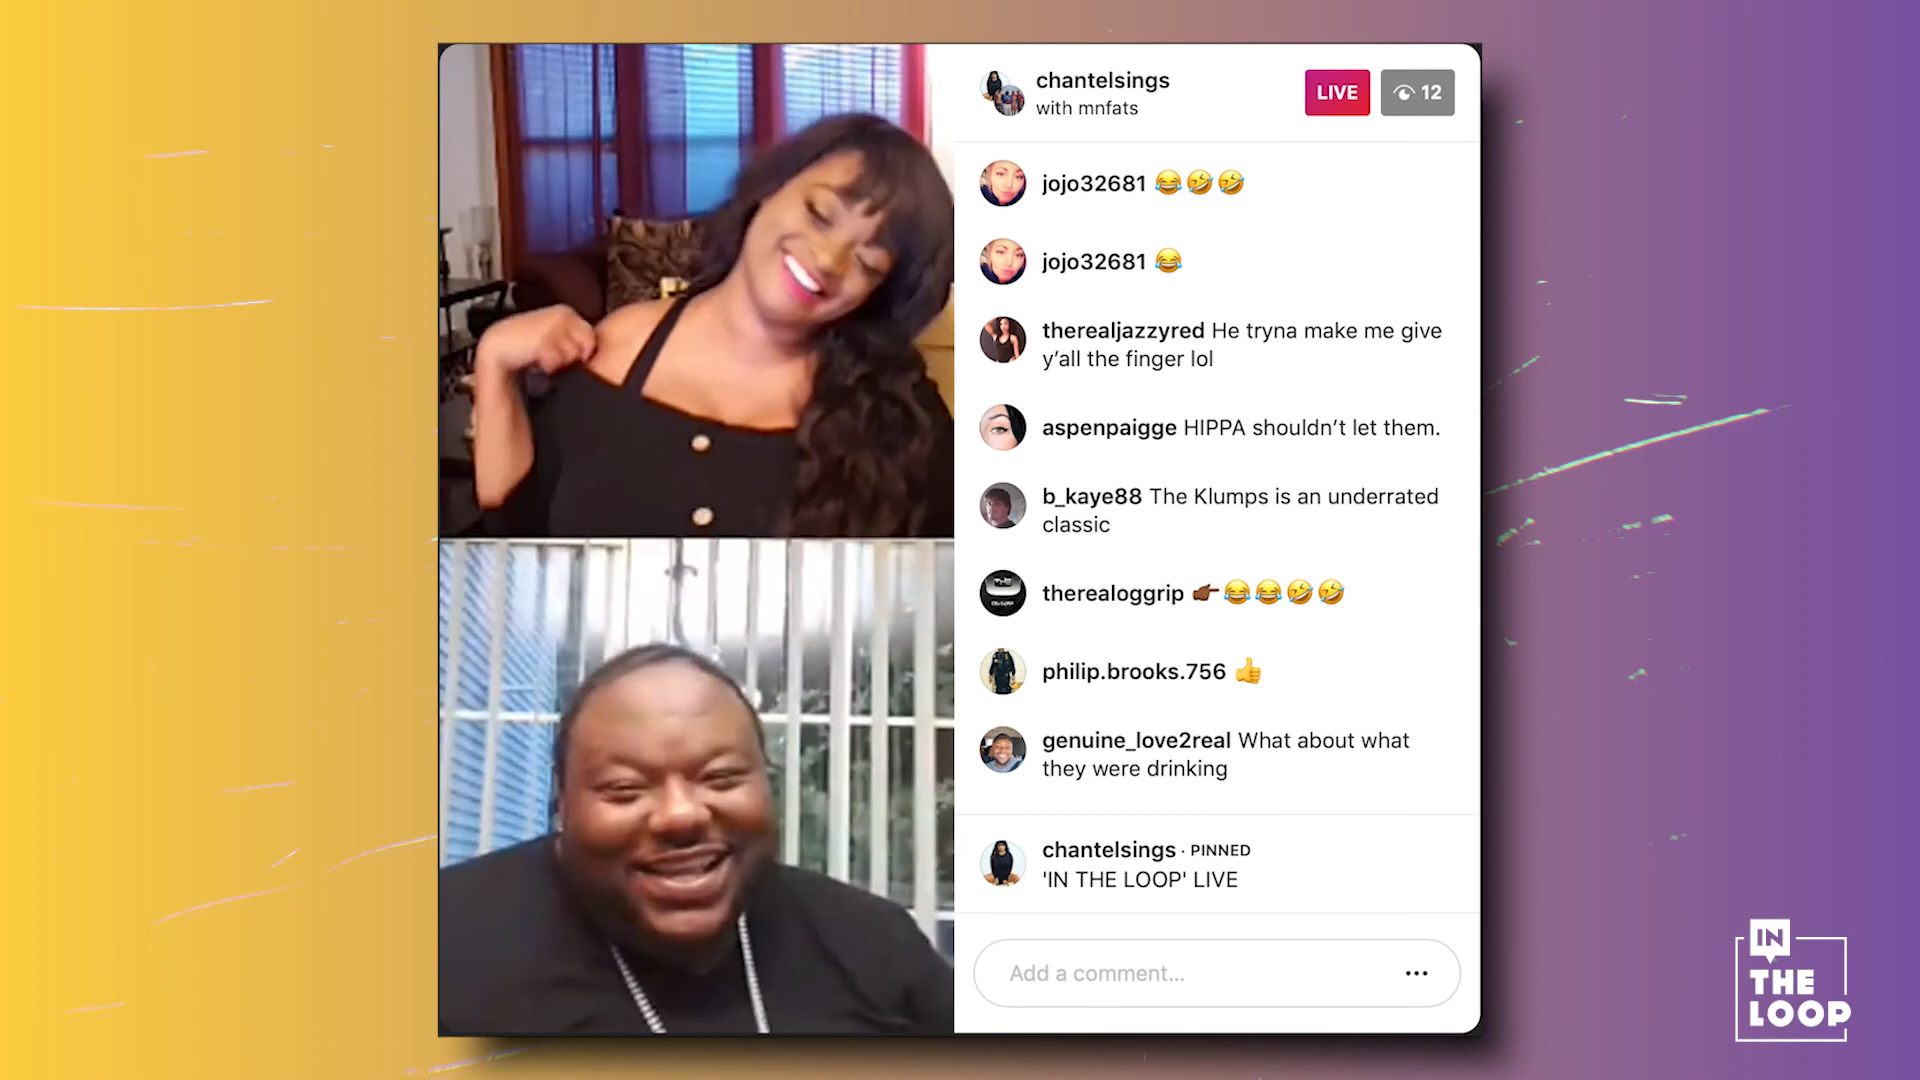 chantelsings
with mnfats
LIVE
12
jojo32681 😂🤣🤣
jojo32681 😂
therealjazzyred He tryna make me give
y’all the finger lol
aspenpaigge HIPPA shouldn’t let them.
b_kaye88 The Klumps is an underrated
classic
therealoggrip 👉🏾😂😂🤣🤣
philip.brooks.756 👍
genuine_love2real What about what
they were drinking
chantelsings · PINNED
'IN THE LOOP' LIVE
Add a comment...
IN
THE
LOOP